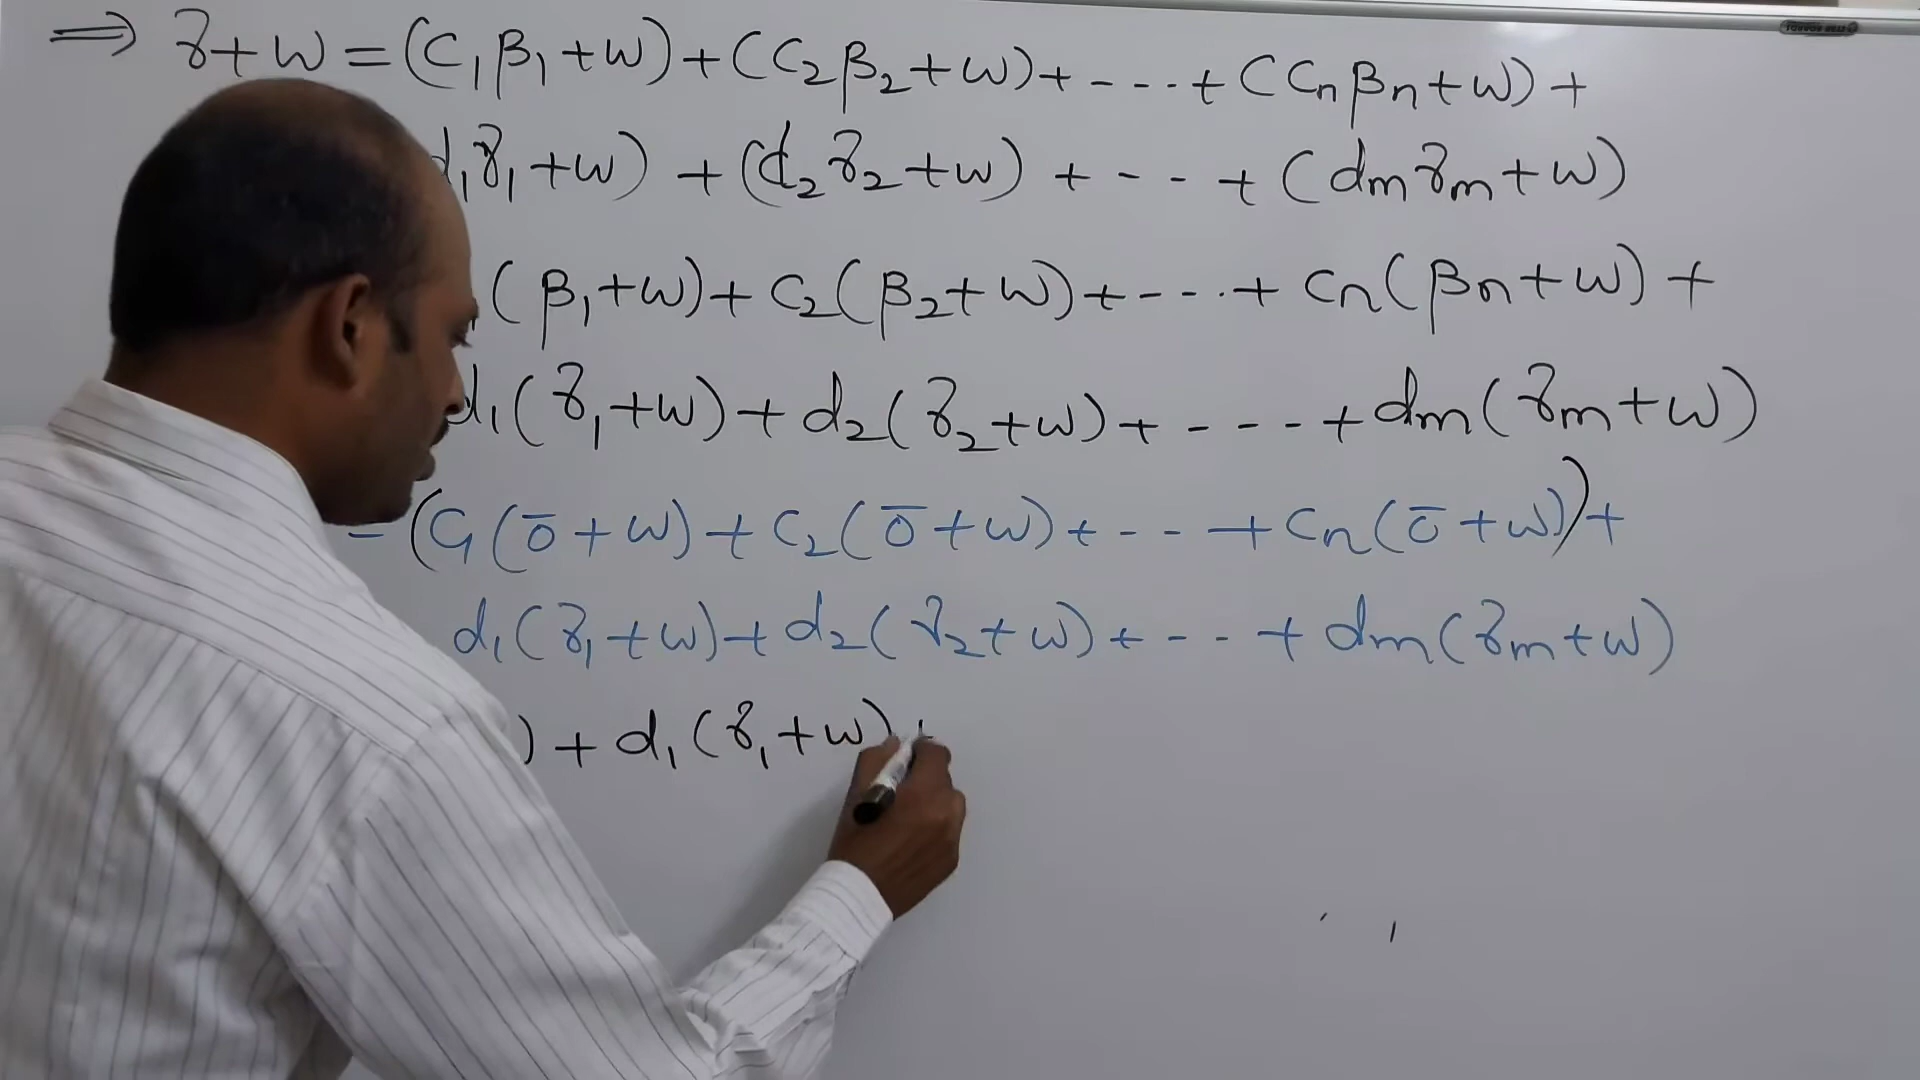 ⟹ γ+W = (C₁β₁+W)+(C₂β₂+W)+----+(Cₙβₙ+W)+
d₁γ₁+W) + (d₂γ₂+W) + --- + (dₘγₘ+W)
(β₁+W)+C₂(β₂+W)+----+Cₙ(βₙ+W)+
d₁(γ₁+W)+d₂(γ₂+W)+----+dₘ(γₘ+W)
(C₁(ō+W)+C₂(ō+W)+---+Cₙ(ō+W))+
d₁(γ₁+W)+d₂(γ₂+W)+---+dₘ(γₘ+W)
)+d₁(γ₁+W)+